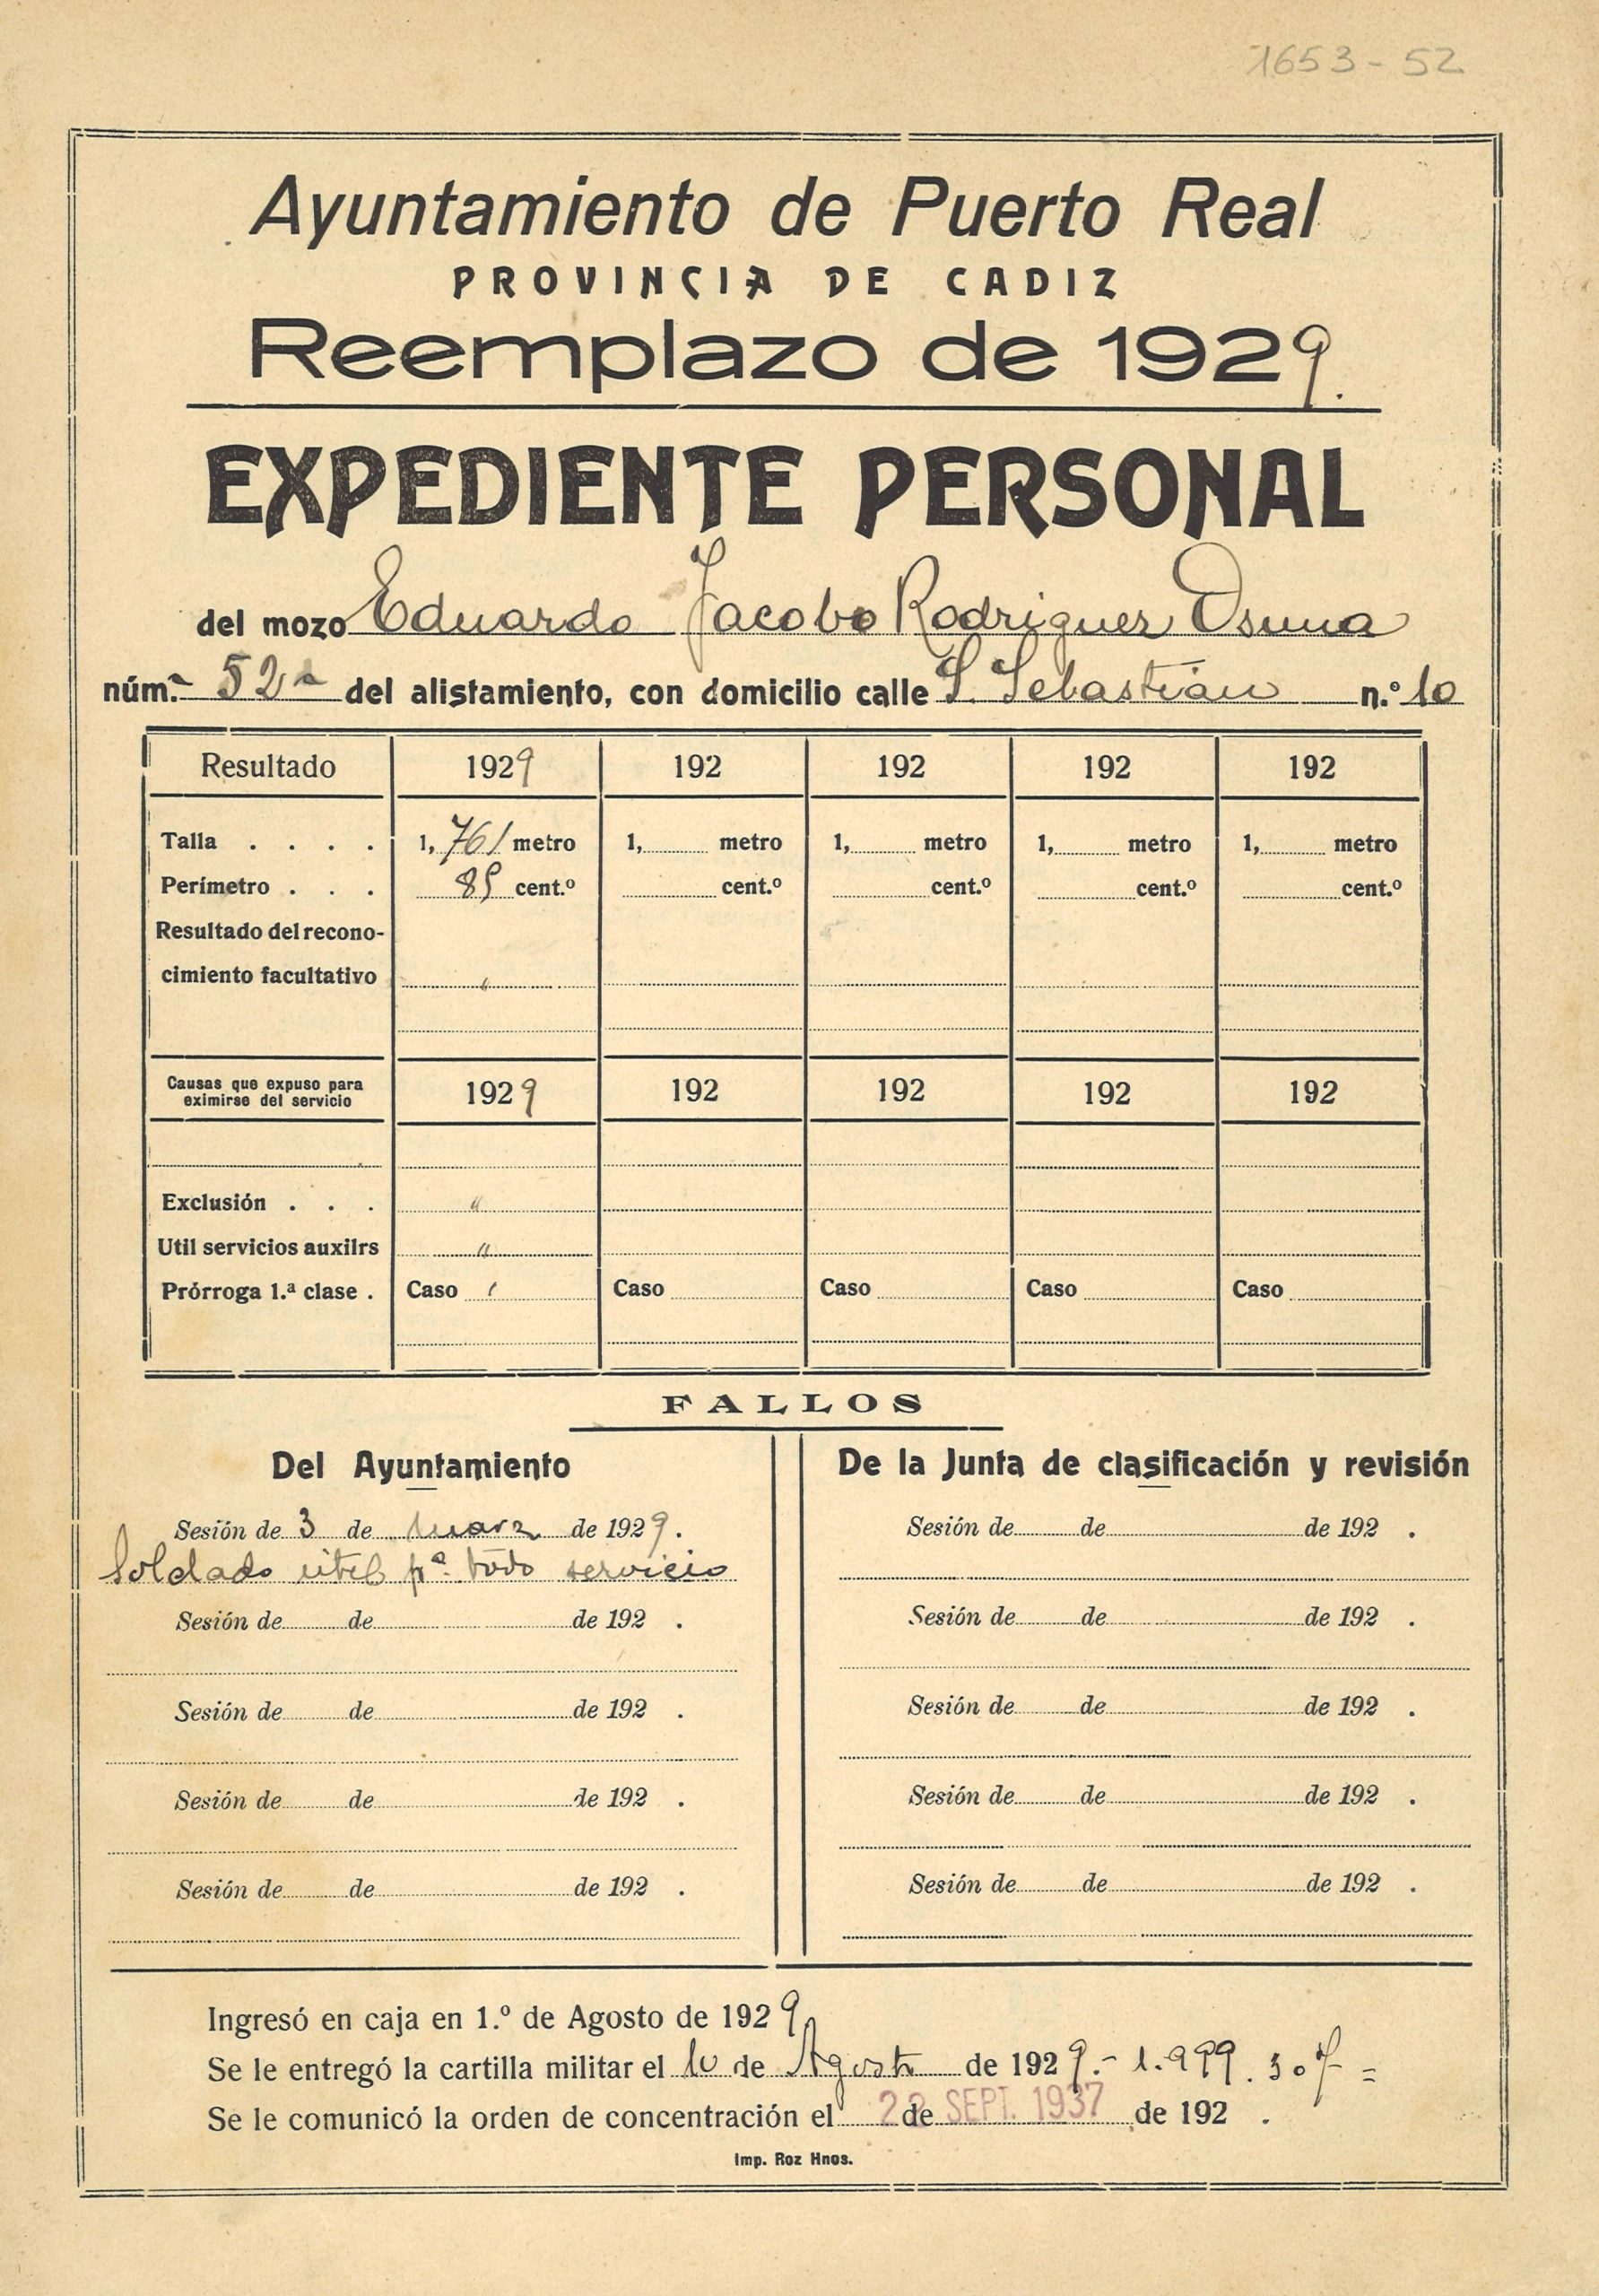 1653-52
Ayuntamiento de Puerto Real
PROVINCIA DE CADIZ
Reemplazo de 1929.
EXPEDIENTE PERSONAL
del mozo Eduardo Jacobo Rodriguez Osuna
núm. 52 del alistamiento, con domicilio calle S. Sebastián n.º 10
Resultado 1929 192 192 192 192
Talla . . . . 1,761 metro 1, metro 1, metro 1, metro 1, metro
Perímetro . . . 85 cent.º cent.º cent.º cent.º cent.º
Resultado del recono-
cimiento facultativo "
Causas que expuso para
eximirse del servicio 1929 192 192 192 192
Exclusión . . . "
Util servicios auxilrs "
Prórroga 1.ª clase . Caso Caso Caso Caso Caso
FALLOS
Del Ayuntamiento
Sesión de 3 de Marz de 1929.
Soldado útil pª todo servicio
Sesión de de de 192 .
Sesión de de de 192 .
Sesión de de de 192 .
Sesión de de de 192 .
De la Junta de clasificación y revisión
Sesión de de de 192 .
Sesión de de de 192 .
Sesión de de de 192 .
Sesión de de de 192 .
Sesión de de de 192 .
Ingresó en caja en 1.º de Agosto de 1929
Se le entregó la cartilla militar el 10 de Agosto de 1929.- 1.999.307=
Se le comunicó la orden de concentración el 22 de SEPT. 1937 de 192 .
Imp. Roz Hnos.